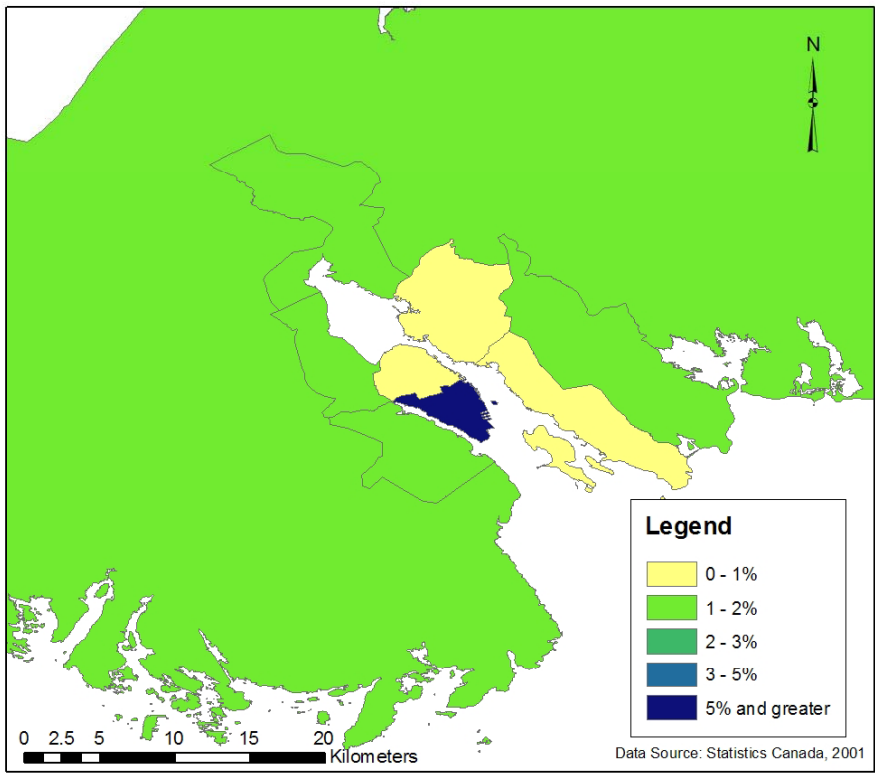 N
Legend
0 - 1%
1 - 2%
2 - 3%
3 - 5%
5% and greater
0 2.5 5 10 15 20
Kilometers
Data Source: Statistics Canada, 2001